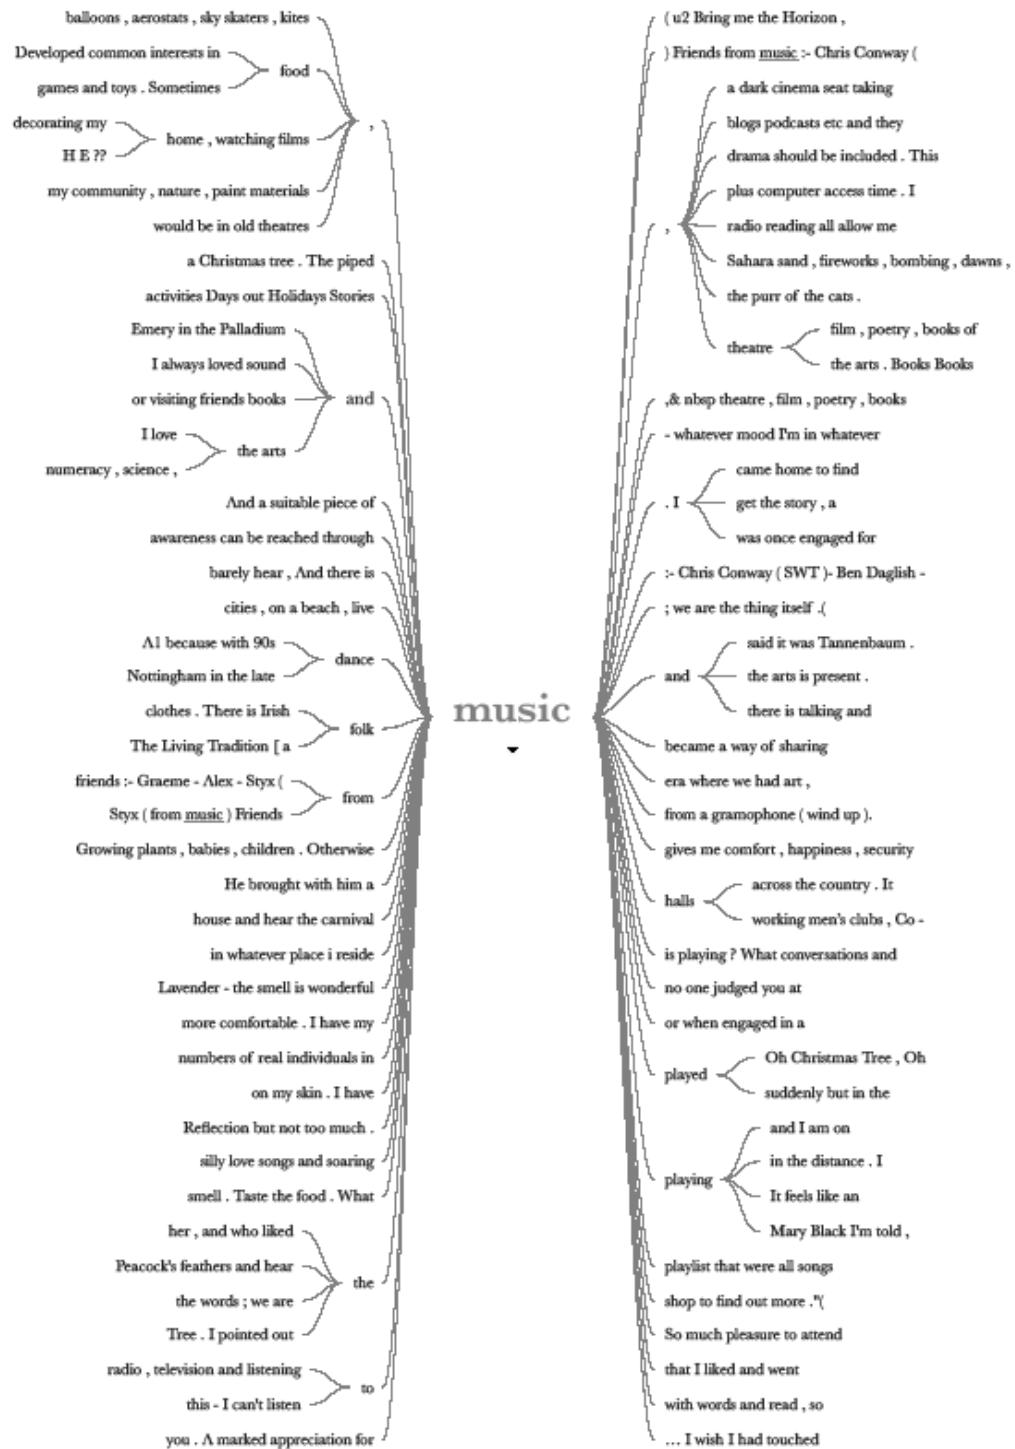 balloons , aerostats , sky skaters , kites
Developed common interests in
food
games and toys . Sometimes
,
decorating my
home , watching films
H E ??
my community , nature , paint materials
would be in old theatres
a Christmas tree . The piped
activities Days out Holidays Stories
Emery in the Palladium
I always loved sound
or visiting friends books
and
I love
the arts
numeracy , science ,
And a suitable piece of
awareness can be reached through
barely hear , And there is
cities , on a beach , live
A1 because with 90s
dance
Nottingham in the late
clothes . There is Irish
folk
The Living Tradition [ a
friends :- Graeme - Alex - Styx (
from
Styx ( from music ) Friends
Growing plants , babies , children . Otherwise
He brought with him a
house and hear the carnival
in whatever place i reside
Lavender - the smell is wonderful
more comfortable . I have my
numbers of real individuals in
on my skin . I have
Reflection but not too much .
silly love songs and soaring
smell . Taste the food . What
her , and who liked
Peacock's feathers and hear
the
the words ; we are
Tree . I pointed out
radio , television and listening
to
this - I can't listen
you . A marked appreciation for
music
( u2 Bring me the Horizon ,
) Friends from music :- Chris Conway (
a dark cinema seat taking
blogs podcasts etc and they
drama should be included . This
plus computer access time . I
,
radio reading all allow me
Sahara sand , fireworks , bombing , dawns ,
the purr of the cats .
theatre
film , poetry , books of
the arts . Books Books
,& nbsp theatre , film , poetry , books
- whatever mood I'm in whatever
. I
came home to find
get the story , a
was once engaged for
:- Chris Conway ( SWT )- Ben Daglish -
; we are the thing itself .(
and
said it was Tannenbaum .
the arts is present .
there is talking and
became a way of sharing
era where we had art ,
from a gramophone ( wind up ).
gives me comfort , happiness , security
halls
across the country . It
working men's clubs , Co -
is playing ? What conversations and
no one judged you at
or when engaged in a
played
Oh Christmas Tree , Oh
suddenly but in the
playing
and I am on
in the distance . I
It feels like an
Mary Black I'm told ,
playlist that were all songs
shop to find out more ."(
So much pleasure to attend
that I liked and went
with words and read , so
... I wish I had touched